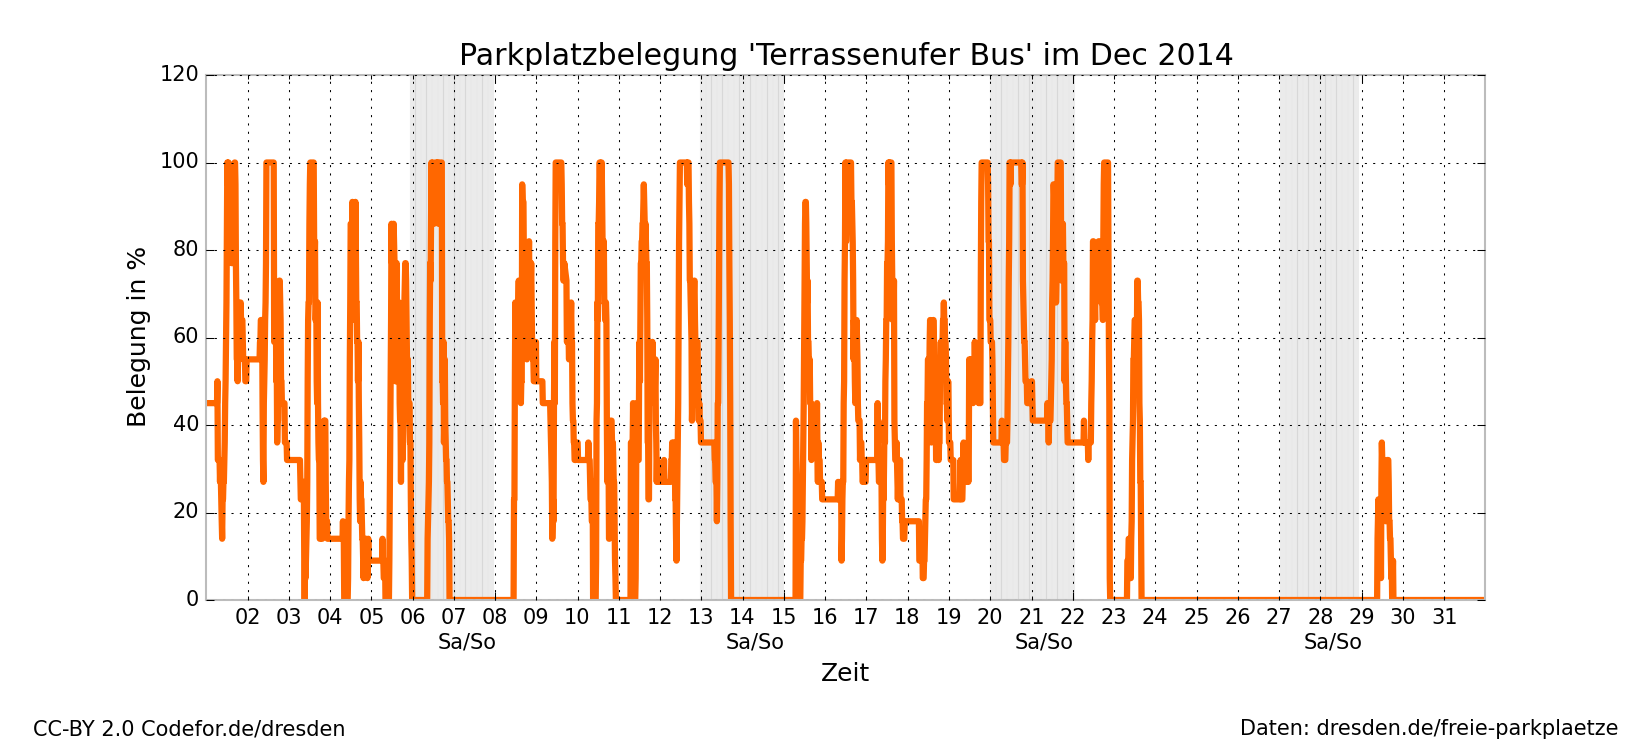 Parkplatzbelegung 'Terrassenufer Bus' im Dec 2014
120
100
80
60
40
20
0
Belegung in %
02 03 04 05 06 07 08 09 10 11 12 13 14 15 16 17 18 19 20 21 22 23 24 25 26 27 28 29 30 31
Sa/So Sa/So Sa/So Sa/So
Zeit
CC-BY 2.0 Codefor.de/dresden
Daten: dresden.de/freie-parkplaetze